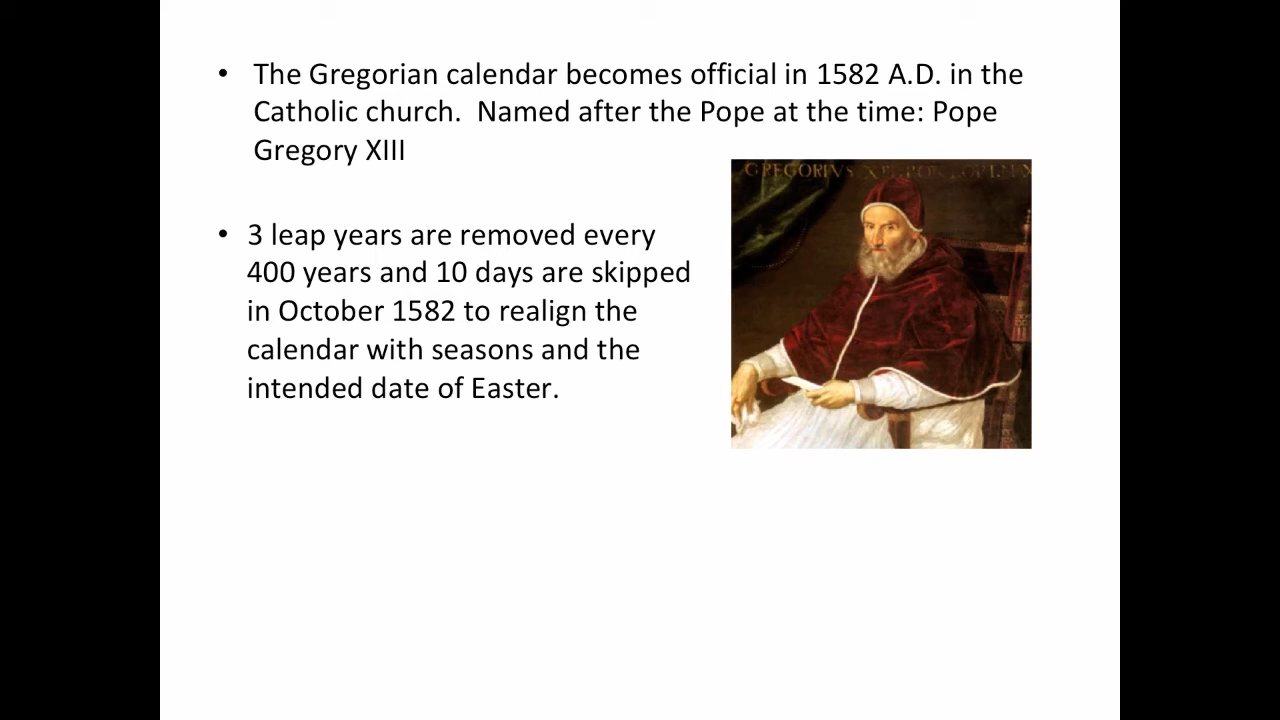 • The Gregorian calendar becomes official in 1582 A.D. in the
Catholic church.  Named after the Pope at the time: Pope
Gregory XIII
GREGORIVS
• 3 leap years are removed every
400 years and 10 days are skipped
in October 1582 to realign the
calendar with seasons and the
intended date of Easter.